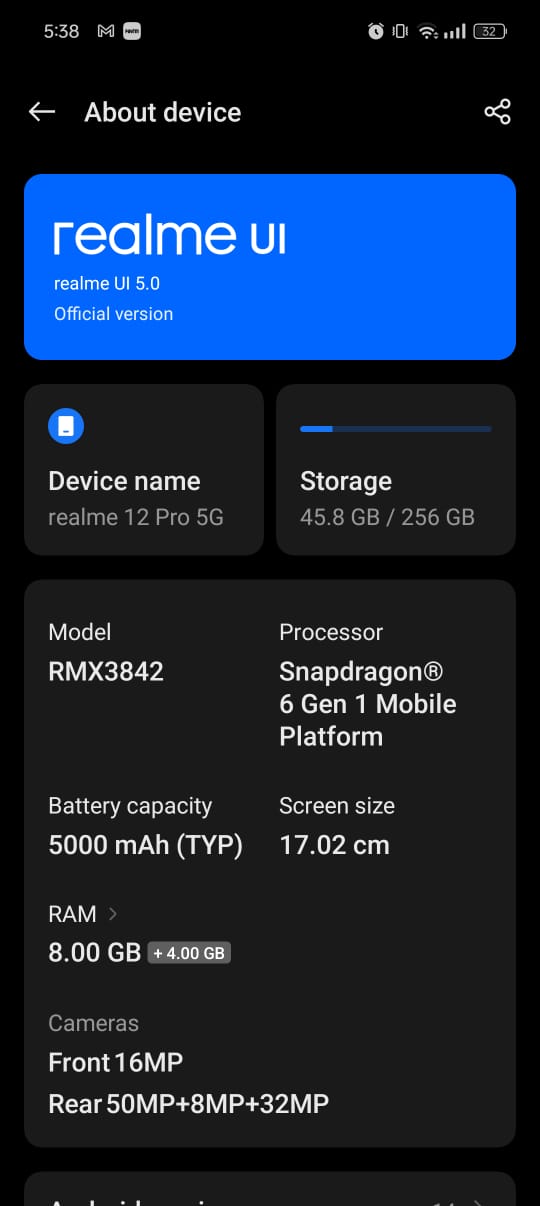 5:38
Paytm
32
About device
realme UI
realme UI 5.0
Official version
Device name
realme 12 Pro 5G
Storage
45.8 GB / 256 GB
Model
RMX3842
Processor
Snapdragon®
6 Gen 1 Mobile
Platform
Battery capacity
5000 mAh (TYP)
Screen size
17.02 cm
RAM
8.00 GB + 4.00 GB
Cameras
Front 16MP
Rear 50MP+8MP+32MP